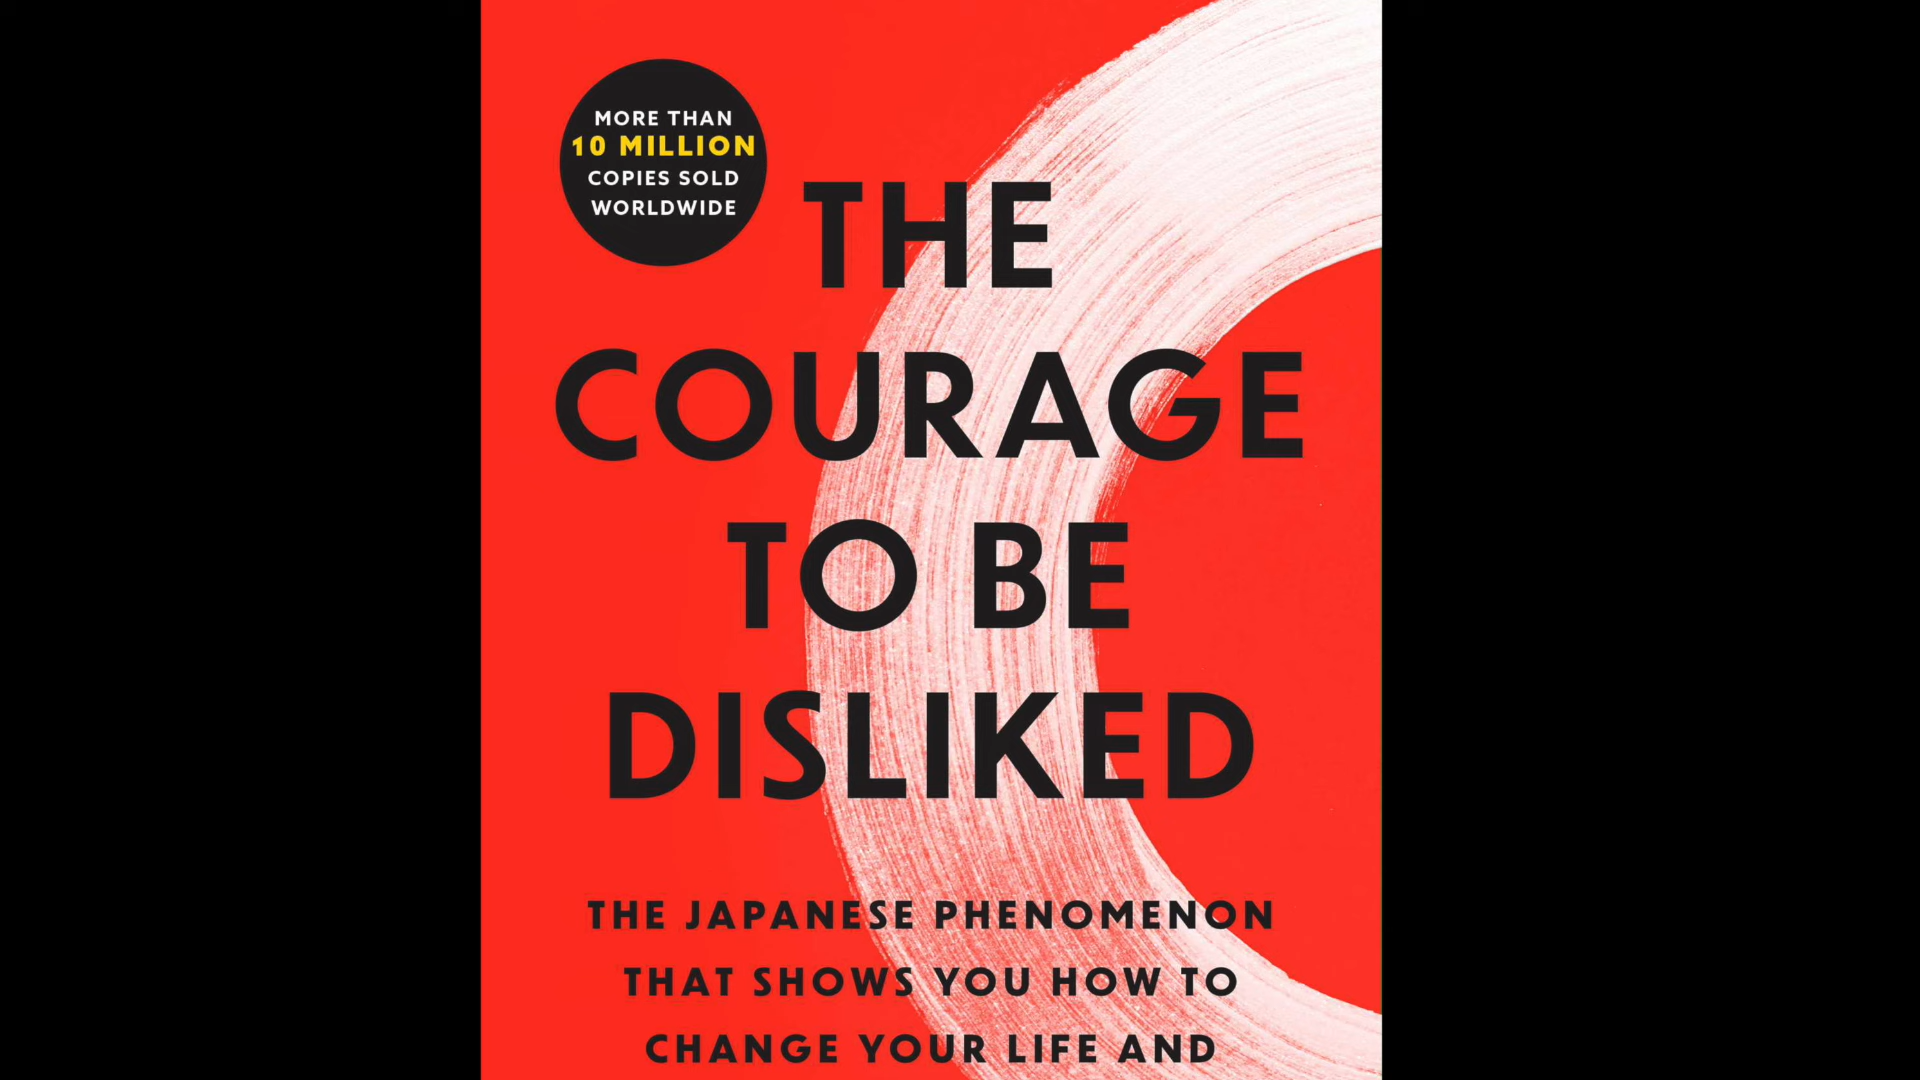 MORE THAN
10 MILLION
COPIES SOLD
WORLDWIDE
THE
COURAGE
TO BE
DISLIKED
THE JAPANESE PHENOMENON
THAT SHOWS YOU HOW TO
CHANGE YOUR LIFE AND